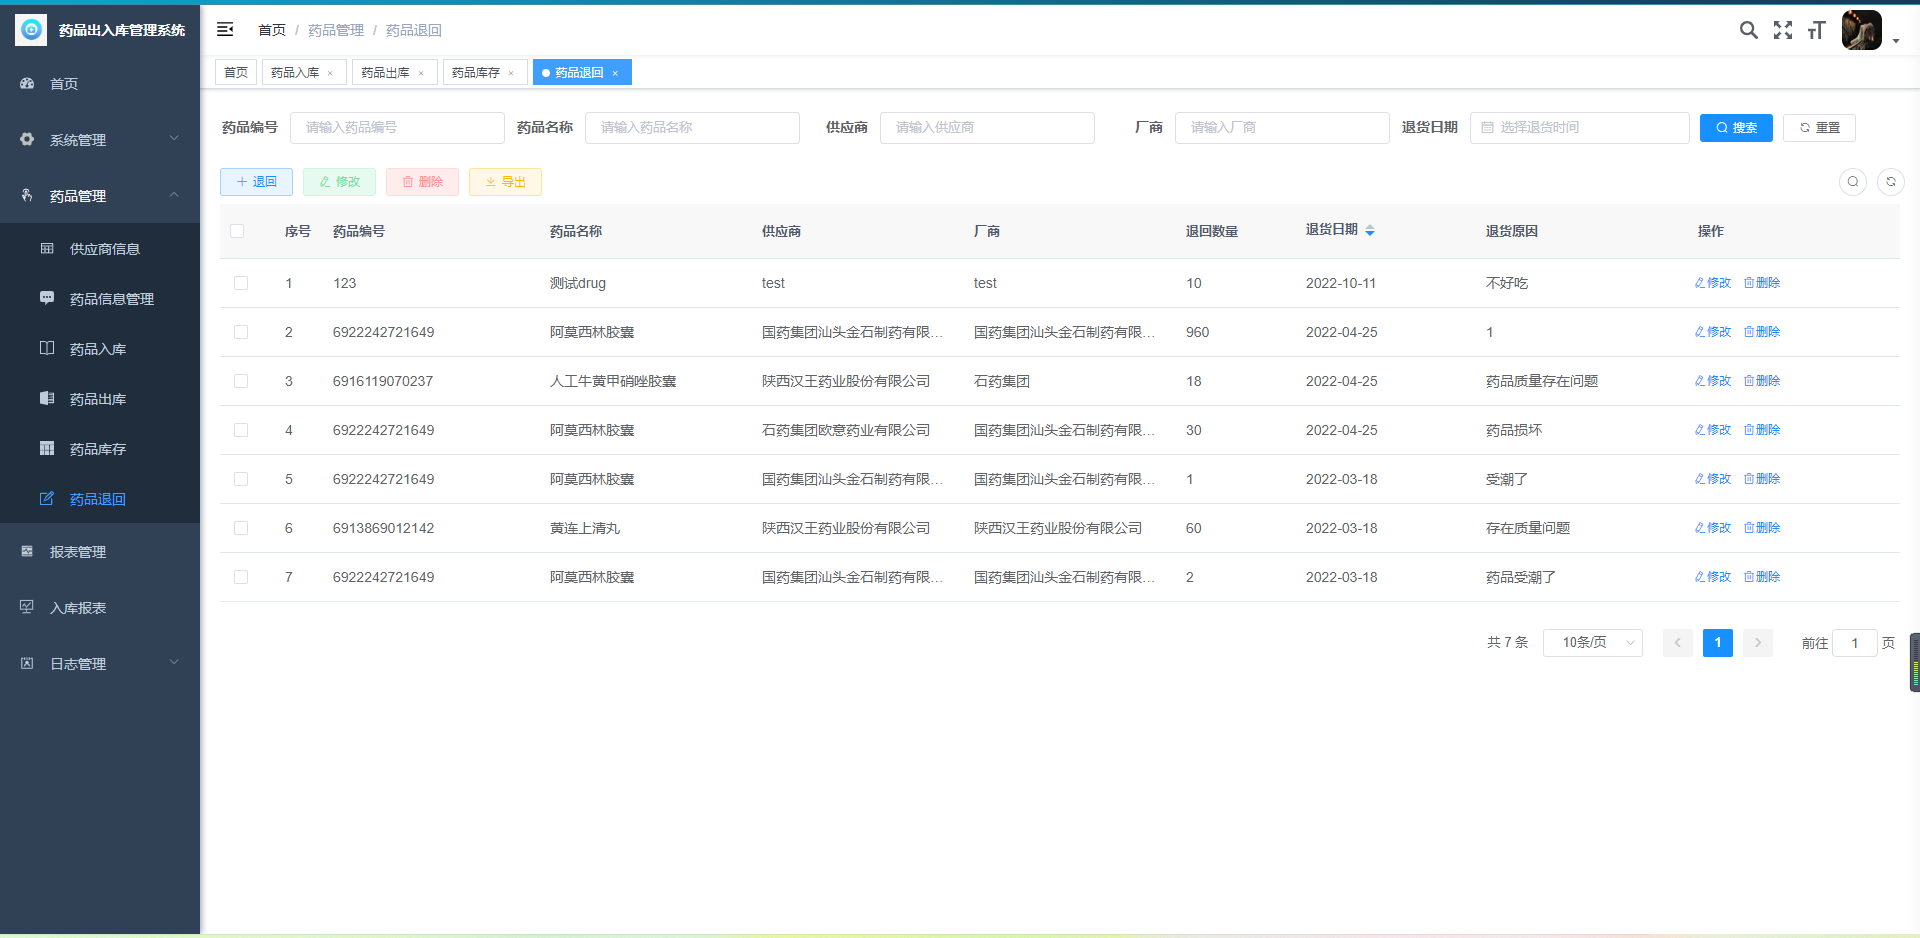 药品出入库管理系统
首页 / 药品管理 / 药品退回
首页 药品入库 × 药品出库 × 药品库存 × 药品退回 ×
首页
系统管理
药品管理
供应商信息
药品信息管理
药品入库
药品出库
药品库存
药品退回
报表管理
入库报表
日志管理
药品编号 请输入药品编号 药品名称 请输入药品名称 供应商 请输入供应商 厂商 请输入厂商 退货日期 选择退货时间 搜索 重置
退回 修改 删除 导出
序号 药品编号 药品名称 供应商 厂商 退回数量 退货日期 退货原因 操作
1 123 测试drug test test 10 2022-10-11 不好吃 修改 删除
2 6922242721649 阿莫西林胶囊 国药集团汕头金石制药有限... 国药集团汕头金石制药有限... 960 2022-04-25 1 修改 删除
3 6916119070237 人工牛黄甲硝唑胶囊 陕西汉王药业股份有限公司 石药集团 18 2022-04-25 药品质量存在问题 修改 删除
4 6922242721649 阿莫西林胶囊 石药集团欧意药业有限公司 国药集团汕头金石制药有限... 30 2022-04-25 药品损坏 修改 删除
5 6922242721649 阿莫西林胶囊 国药集团汕头金石制药有限... 国药集团汕头金石制药有限... 1 2022-03-18 受潮了 修改 删除
6 6913869012142 黄连上清丸 陕西汉王药业股份有限公司 陕西汉王药业股份有限公司 60 2022-03-18 存在质量问题 修改 删除
7 6922242721649 阿莫西林胶囊 国药集团汕头金石制药有限... 国药集团汕头金石制药有限... 2 2022-03-18 药品受潮了 修改 删除
共 7 条 10条/页 1 前往 1 页